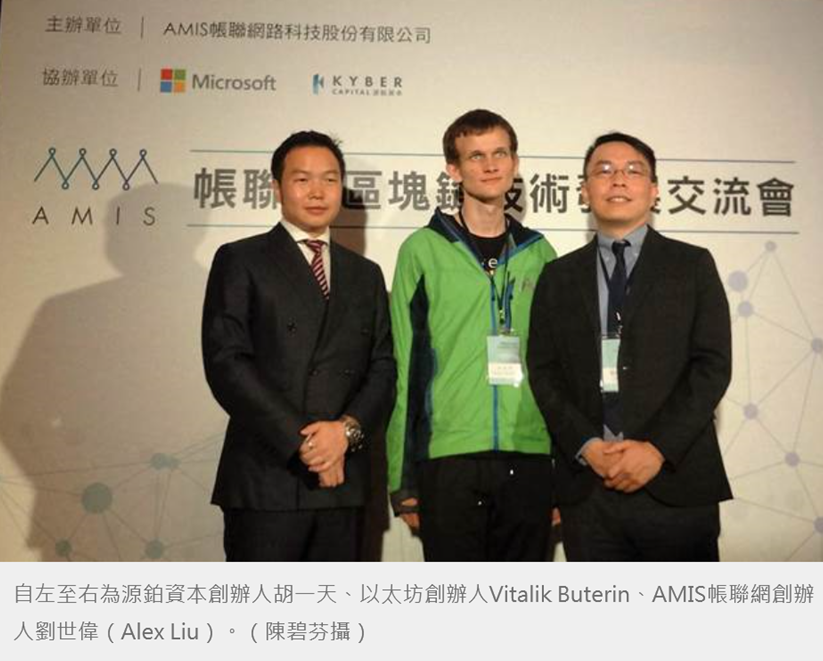 主辦單位 | AMIS帳聯網路科技股份有限公司
協辦單位 | Microsoft KYBER
CAPITAL 源鉑資本
AMIS
帳聯 區塊鏈技術 交流會
自左至右為源鉑資本創辦人胡一天、以太坊創辦人Vitalik Buterin、AMIS帳聯網創辦
人劉世偉(Alex Liu)。(陳碧芬攝)